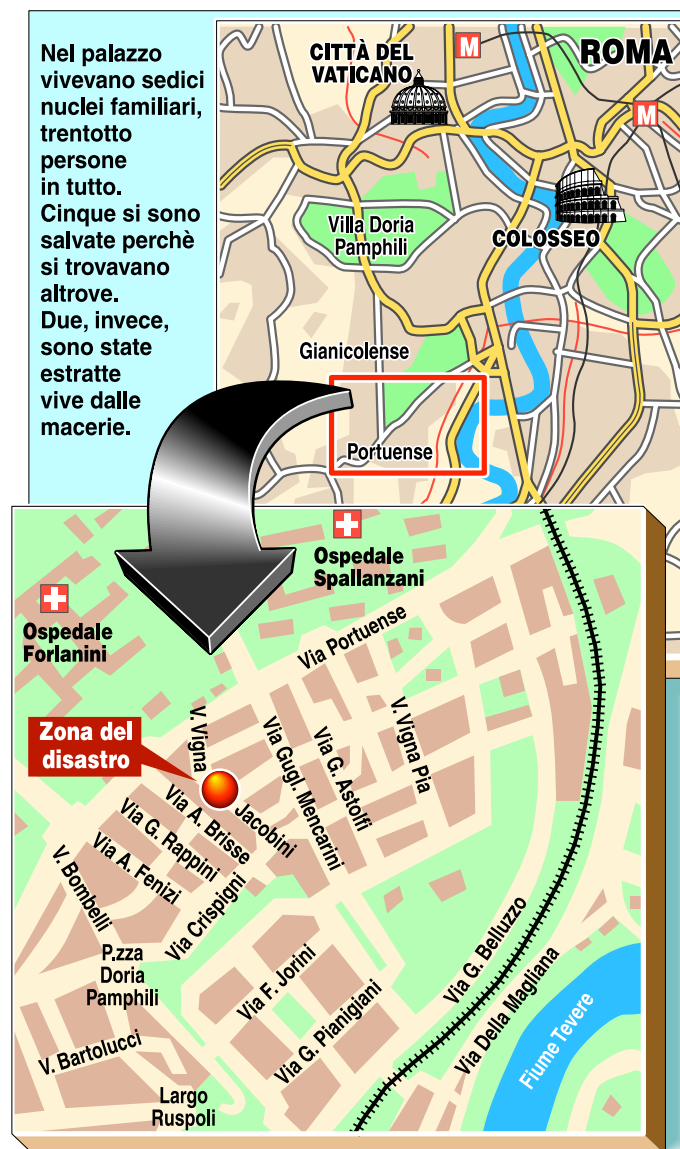 Nel palazzo
vivevano sedici
nuclei familiari,
trentotto
persone
in tutto.
Cinque si sono
salvate perchè
si trovavano
altrove.
Due, invece,
sono state
estratte
vive dalle
macerie.
CITTÀ DEL
VATICANO
M
ROMA
M
Villa Doria
Pamphili
COLOSSEO
Gianicolense
Portuense
Ospedale
Spallanzani
Ospedale
Forlanini
Via Portuense
Zona del
disastro
V. Vigna
Jacobini
Via Gugl. Mencarini
Via G. Astolfi
V. Vigna Pia
Via A. Brisse
Via G. Rappini
Via A. Fenizi
V. Bombelli
Via Crispigni
P.zza
Doria
Pamphili
Via F. Jorini
Via G. Pianigiani
Via G. Belluzzo
Via Della Magliana
Fiume Tevere
V. Bartolucci
Largo
Ruspoli